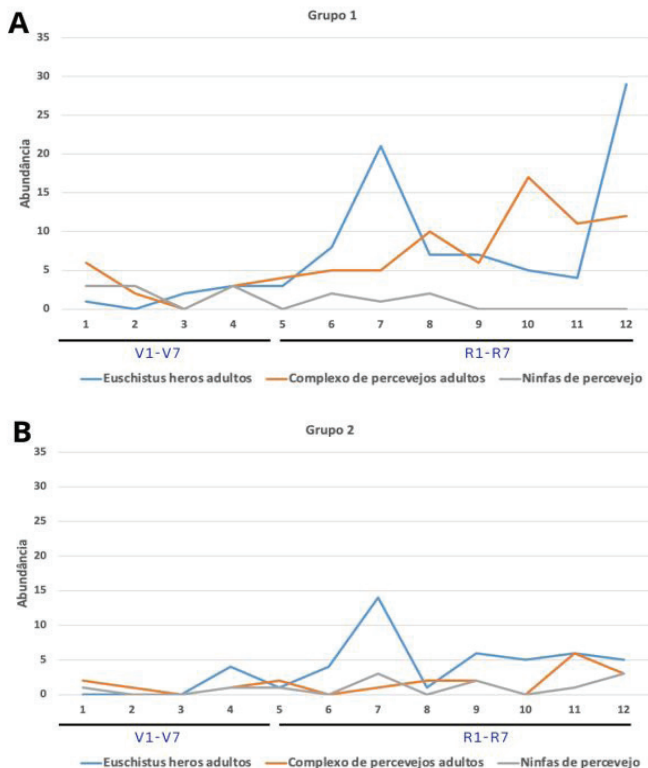 A
Grupo 1
35
30
25
20
15
10
5
0
Abundância
1 2 3 4 5 6 7 8 9 10 11 12
V1-V7 R1-R7
Euschistus heros adultos Complexo de percevejos adultos Ninfas de percevejo
B
Grupo 2
35
30
25
20
15
10
5
0
Abundância
1 2 3 4 5 6 7 8 9 10 11 12
V1-V7 R1-R7
Euschistus heros adultos Complexo de percevejos adultos Ninfas de percevejo